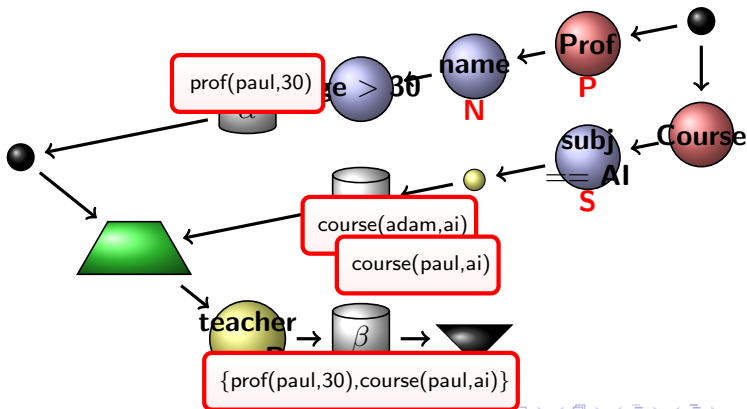 Prof
P
name
N
ge > 30
prof(paul,30)
α
Course
subj
== AI
S
course(adam,ai)
course(paul,ai)
teacher
β
{prof(paul,30),course(paul,ai)}